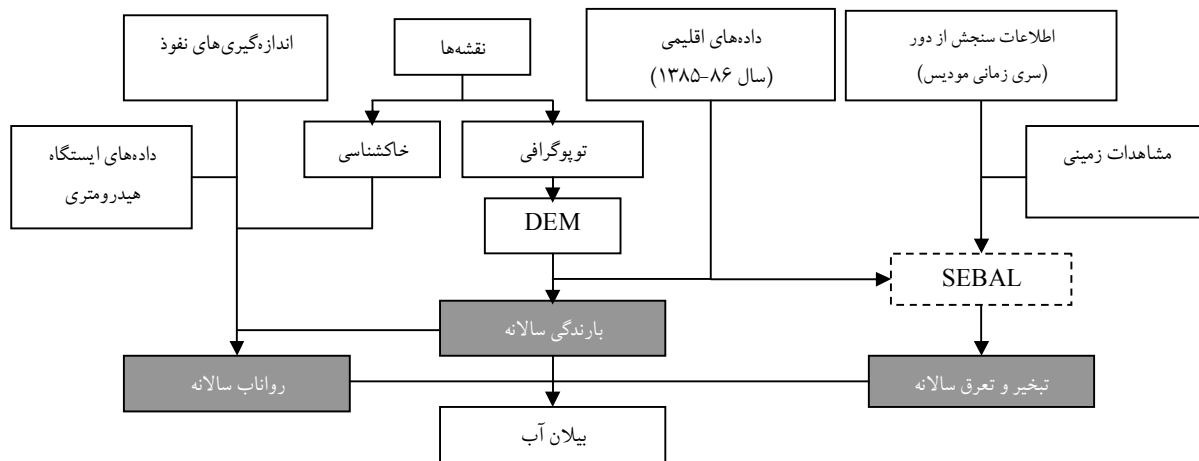 اندازه‌گیری‌های نفوذ
نقشه‌ها
داده‌های اقلیمی
(سال ۸۶-۱۳۸۵)
اطلاعات سنجش از دور
(سری زمانی مودیس)
داده‌های ایستگاه
هیدرومتری
خاکشناسی
توپوگرافی
مشاهدات زمینی
DEM
SEBAL
بارندگی سالانه
رواناب سالانه
تبخیر و تعرق سالانه
بیلان آب